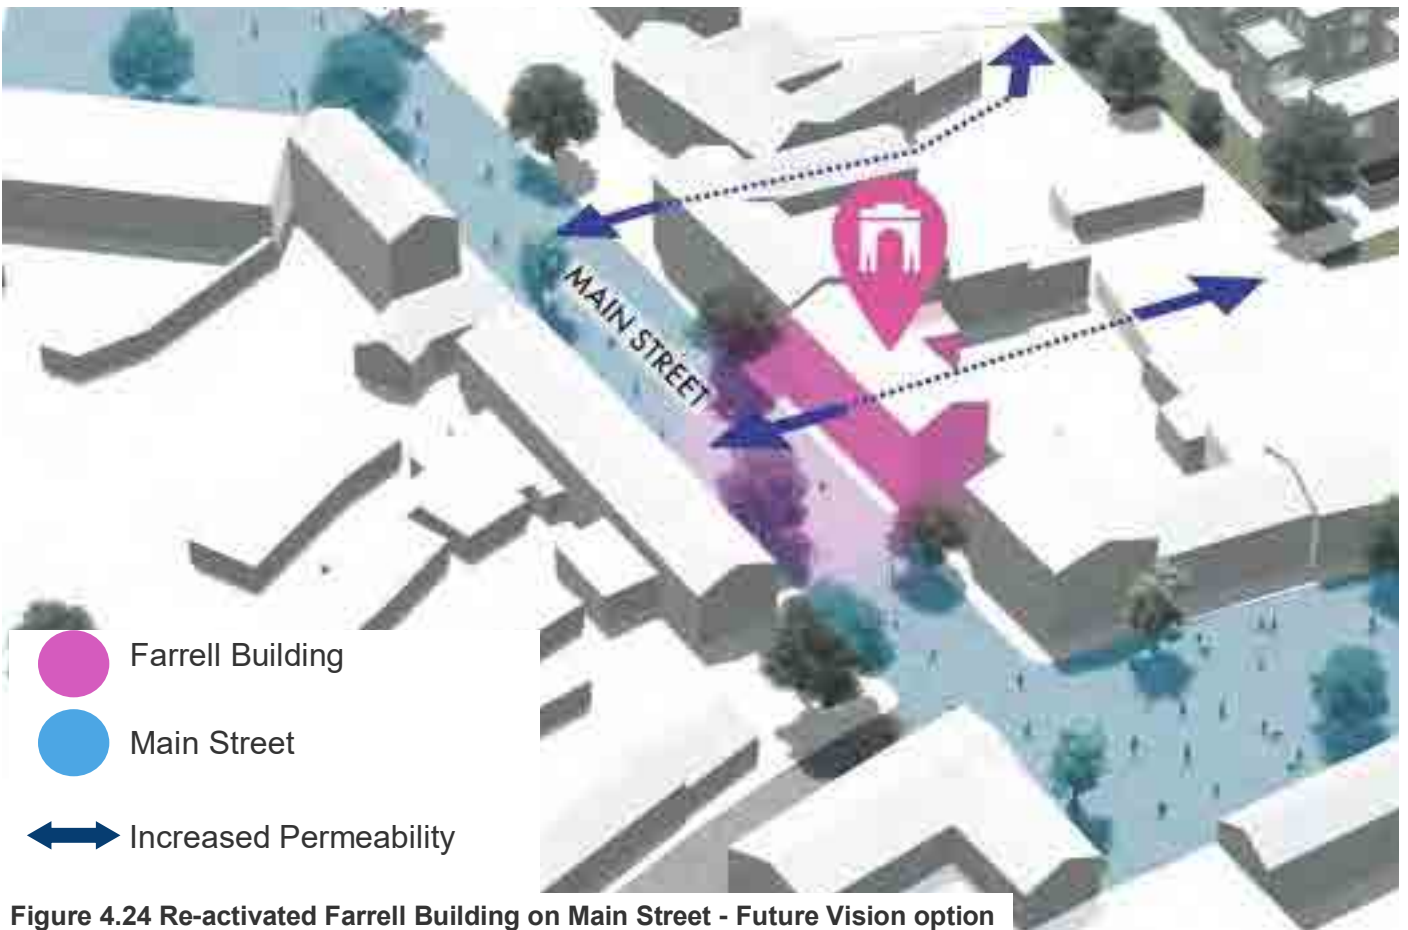 MAIN STREET
Farrell Building
Main Street
Increased Permeability
Figure 4.24 Re-activated Farrell Building on Main Street - Future Vision option